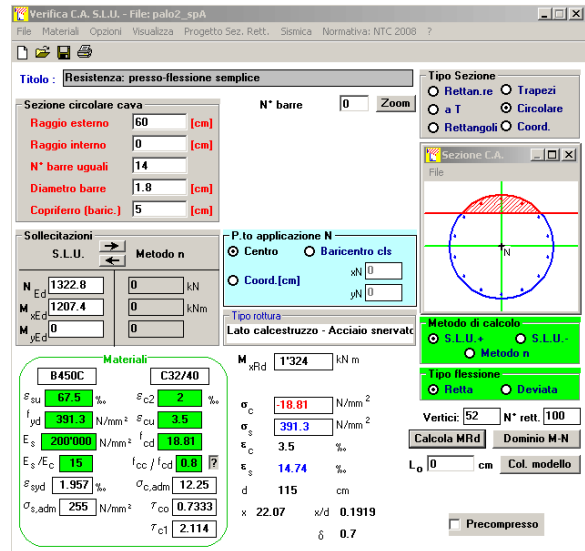 Verifica C.A. S.L.U. - File: palo2_spA
File Materiali Opzioni Visualizza Progetto Sez. Rett. Sismica Normativa: NTC 2008 ?
Titolo : Resistenza: presso-flessione semplice
Sezione circolare cava
Raggio esterno 60 [cm]
Raggio interno 0 [cm]
N° barre uguali 14
Diametro barre 1.8 [cm]
Copriferro (baric.) 5 [cm]
N° barre 0 Zoom
Tipo Sezione
Rettan.re Trapezi
a T Circolare
Rettangoli Coord.
Sezione C.A.
File
N
Sollecitazioni
S.L.U. Metodo n
N Ed 1322.8 0 kN
M xEd 1207.4 0 kNm
M yEd 0 0
P.to applicazione N
Centro Baricentro cls
Coord.[cm] xN 0
yN 0
Tipo rottura
Lato calcestruzzo - Acciaio snervato
Metodo di calcolo
S.L.U.+ S.L.U.-
Metodo n
Tipo flessione
Retta Deviata
Materiali
B450C C32/40
εsu 67.5 ‰ εc2 2 ‰
fyd 391.3 N/mm² εcu 3.5
Es 200'000 N/mm² fcd 18.81
Es/Ec 15 fcc / fcd 0.8 ?
εsyd 1.957 ‰ σc,adm 12.25
σs,adm 255 N/mm² τco 0.7333
τc1 2.114
M xRd 1'324 kN m
σc -18.81 N/mm²
σs 391.3 N/mm²
εc 3.5 ‰
εs 14.74 ‰
d 115 cm
x 22.07 x/d 0.1919
δ 0.7
Vertici: 52 N° rett. 100
Calcola MRd Dominio M-N
Lo 0 cm Col. modello
Precompresso